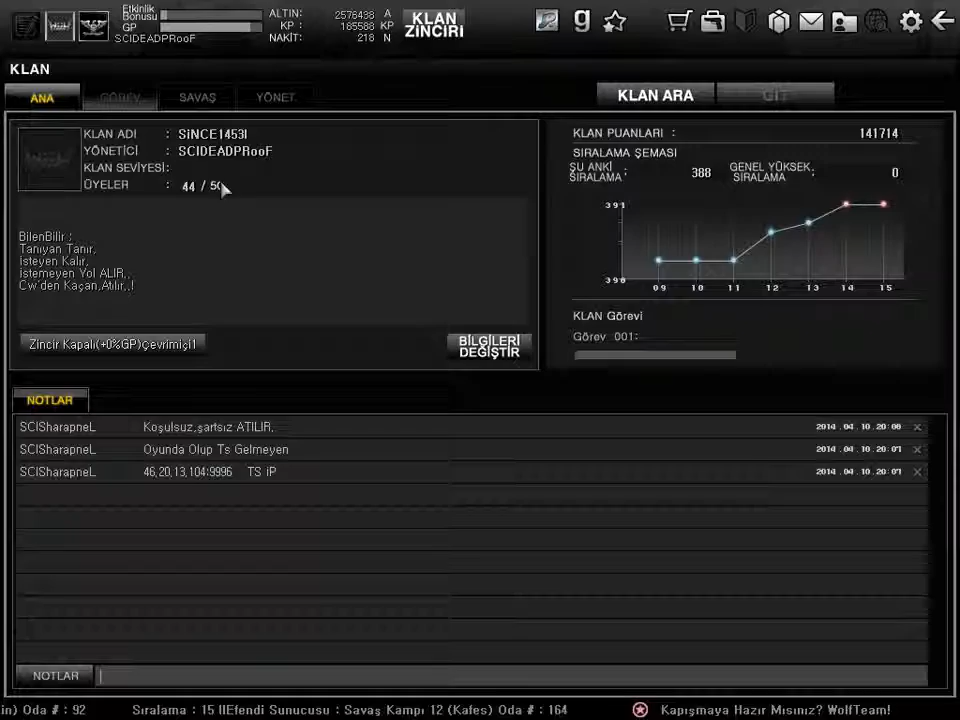 Etkinlik
Bonusu
GP
SCIDEADPRooF
ALTIN: 2576438 A
KP : 165588 KP
NAKİT: 218 N
KLAN
ZİNCİRİ
KLAN
ANA
GÖREV
SAVAŞ
YÖNET
KLAN ARA
GİT
KLAN ADI : SiNCE1453I
YÖNETİCİ : SCIDEADPRooF
KLAN SEVİYESİ:
ÜYELER : 44 / 50
BilenBilir :
Tanıyan Tanır.
isteyen Kalır.
istemeyen Yol ALIR..
Cw'den Kaçan.Atılır..!
Zincir Kapalı(+0%GP)Çevrimiçi1
BİLGİLERİ
DEĞİŞTİR
KLAN PUANLARI : 141714
SIRALAMA ŞEMASI
ŞU ANKİ
SIRALAMA : 388
GENEL YÜKSEK
SIRALAMA : 0
391
390
09 10 11 12 13 14 15
KLAN Görevi
Görev 001:
NOTLAR
SCISharapneL Koşulsuz.şartsız ATILIR. 2014 . 04 . 10 . 20:08 x
SCISharapneL Oyunda Olup Ts Gelmeyen 2014 . 04 . 10 . 20:07 x
SCISharapneL 46.20.13.104:9996 TS iP 2014 . 04 . 10 . 20:07 x
NOTLAR
in) Oda # : 92 Sıralama : 15 IIEfendi Sunucusu : Savaş Kampı 12 (Kafes) Oda # : 164 Kapışmaya Hazır Mısınız? WolfTeam!